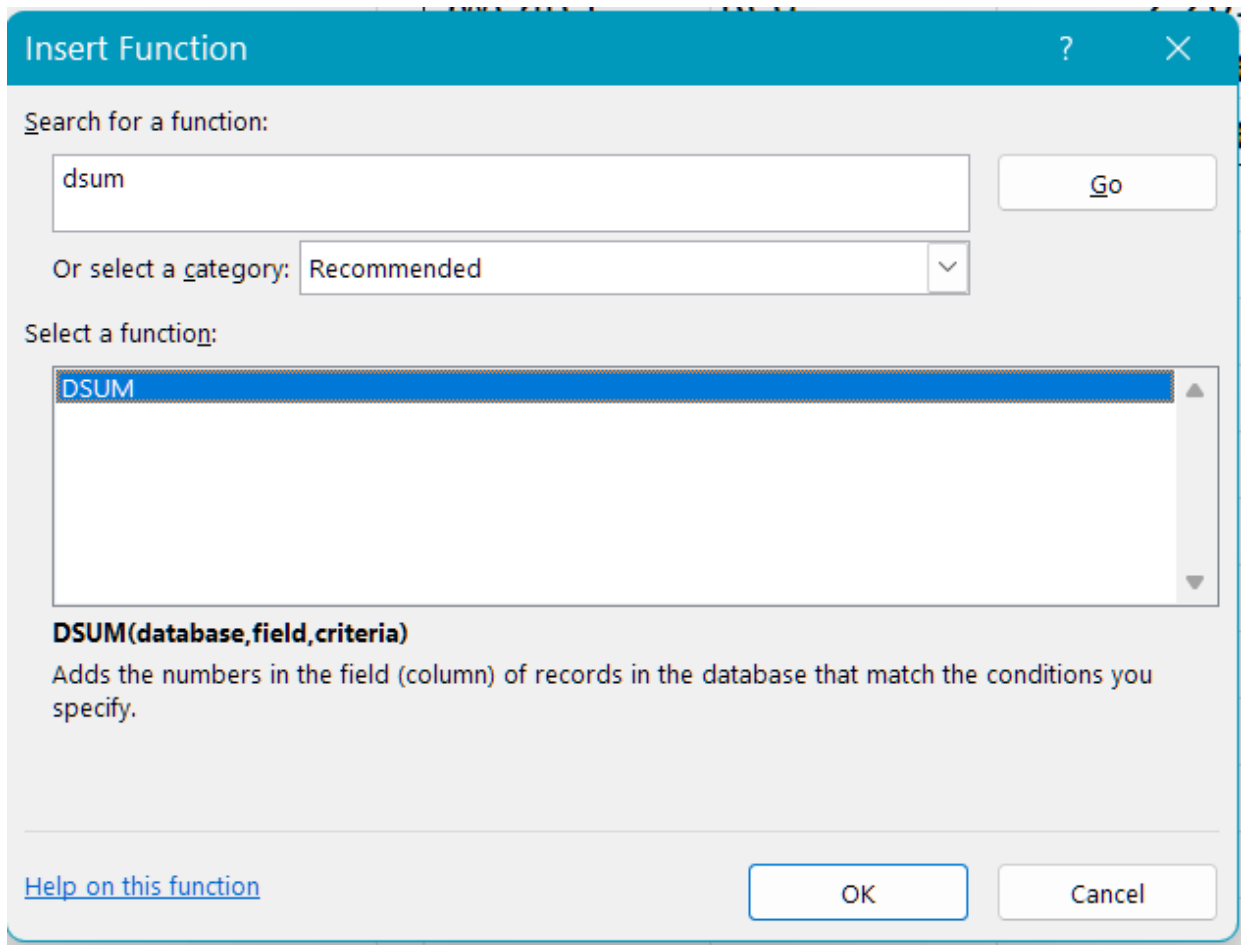 Insert Function
?
Search for a function:
dsum
Go
Or select a category: Recommended
Select a function:
DSUM
DSUM(database,field,criteria)
Adds the numbers in the field (column) of records in the database that match the conditions you
specify.
Help on this function
OK
Cancel